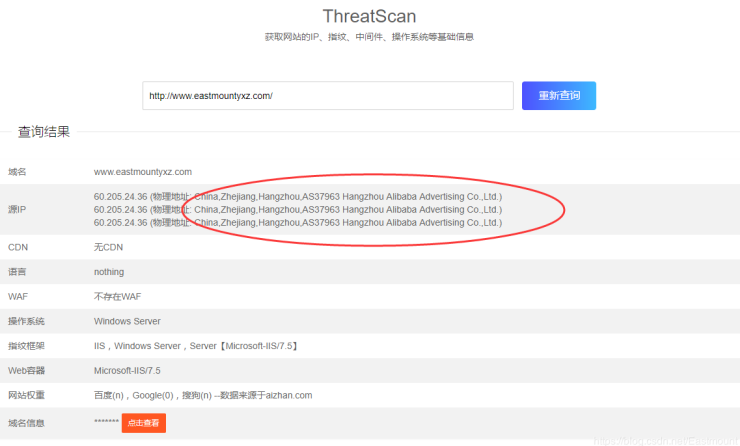 ThreatScan
获取网站的IP、指纹、中间件、操作系统等基础信息
http://www.eastmountyxz.com/ 重新查询
查询结果
域名 www.eastmountyxz.com
60.205.24.36 (物理地址: China,Zhejiang,Hangzhou,AS37963 Hangzhou Alibaba Advertising Co.,Ltd.)
源IP 60.205.24.36 (物理地址: China,Zhejiang,Hangzhou,AS37963 Hangzhou Alibaba Advertising Co.,Ltd.)
60.205.24.36 (物理地址: China,Zhejiang,Hangzhou,AS37963 Hangzhou Alibaba Advertising Co.,Ltd.)
CDN 无CDN
语言 nothing
WAF 不存在WAF
操作系统 Windows Server
指纹框架 IIS，Windows Server，Server【Microsoft-IIS/7.5】
Web容器 Microsoft-IIS/7.5
网站权重 百度(n)，Google(0)，搜狗(n) --数据来源于aizhan.com
域名信息 ******* 点击查看